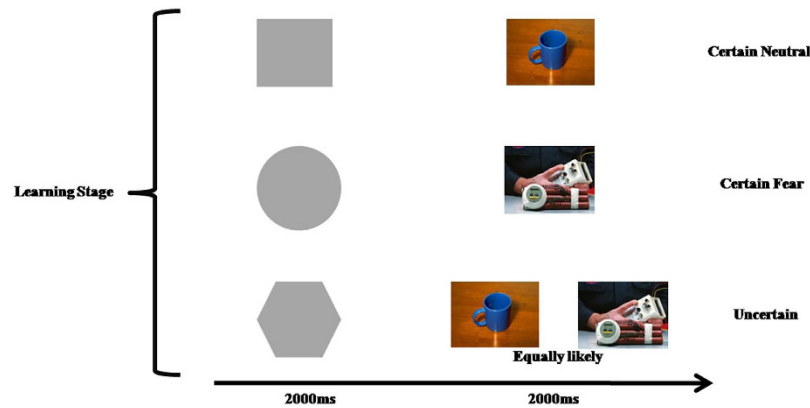 Certain Neutral
Learning Stage
Certain Fear
Uncertain
Equally likely
2000ms
2000ms